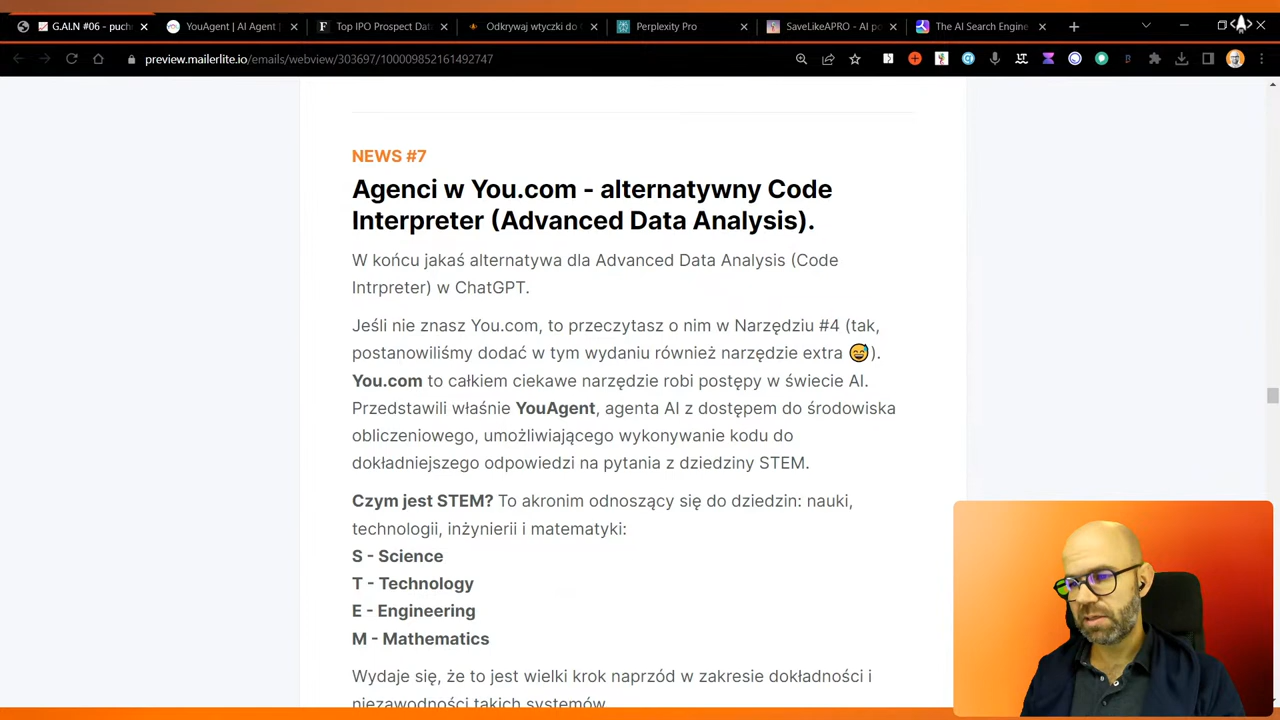 G.AI.N #06 - puch
YouAgent | AI Agent
Top IPO Prospect Dat
Odkrywaj wtyczki do
Perplexity Pro
SaveLikeAPRO - AI po
The AI Search Engine
preview.mailerlite.io/emails/webview/303697/100009852161492747
NEWS #7
Agenci w You.com - alternatywny Code
Interpreter (Advanced Data Analysis).
W końcu jakaś alternatywa dla Advanced Data Analysis (Code
Intrpreter) w ChatGPT.
Jeśli nie znasz You.com, to przeczytasz o nim w Narzędziu #4 (tak,
postanowiliśmy dodać w tym wydaniu również narzędzie extra 😅).
You.com to całkiem ciekawe narzędzie robi postępy w świecie AI.
Przedstawili właśnie YouAgent, agenta AI z dostępem do środowiska
obliczeniowego, umożliwiającego wykonywanie kodu do
dokładniejszego odpowiedzi na pytania z dziedziny STEM.
Czym jest STEM? To akronim odnoszący się do dziedzin: nauki,
technologii, inżynierii i matematyki:
S - Science
T - Technology
E - Engineering
M - Mathematics
Wydaje się, że to jest wielki krok naprzód w zakresie dokładności i
niezawodności takich systemów.